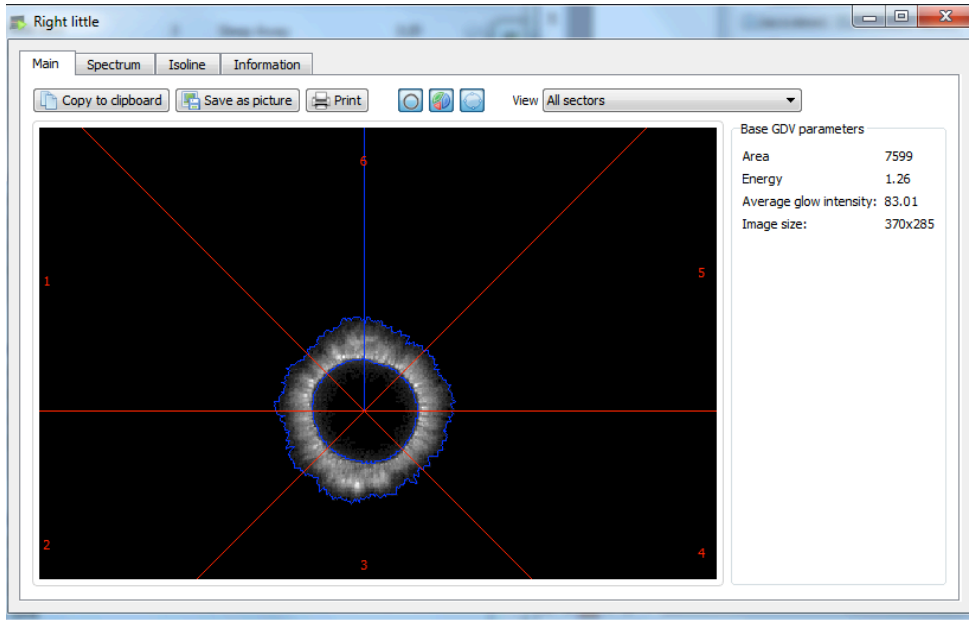 Right little
Main Spectrum Isoline Information
Copy to clipboard Save as picture Print View All sectors
Base GDV parameters
Area 7599
Energy 1.26
Average glow intensity: 83.01
Image size: 370x285
6
5
1
2
3
4